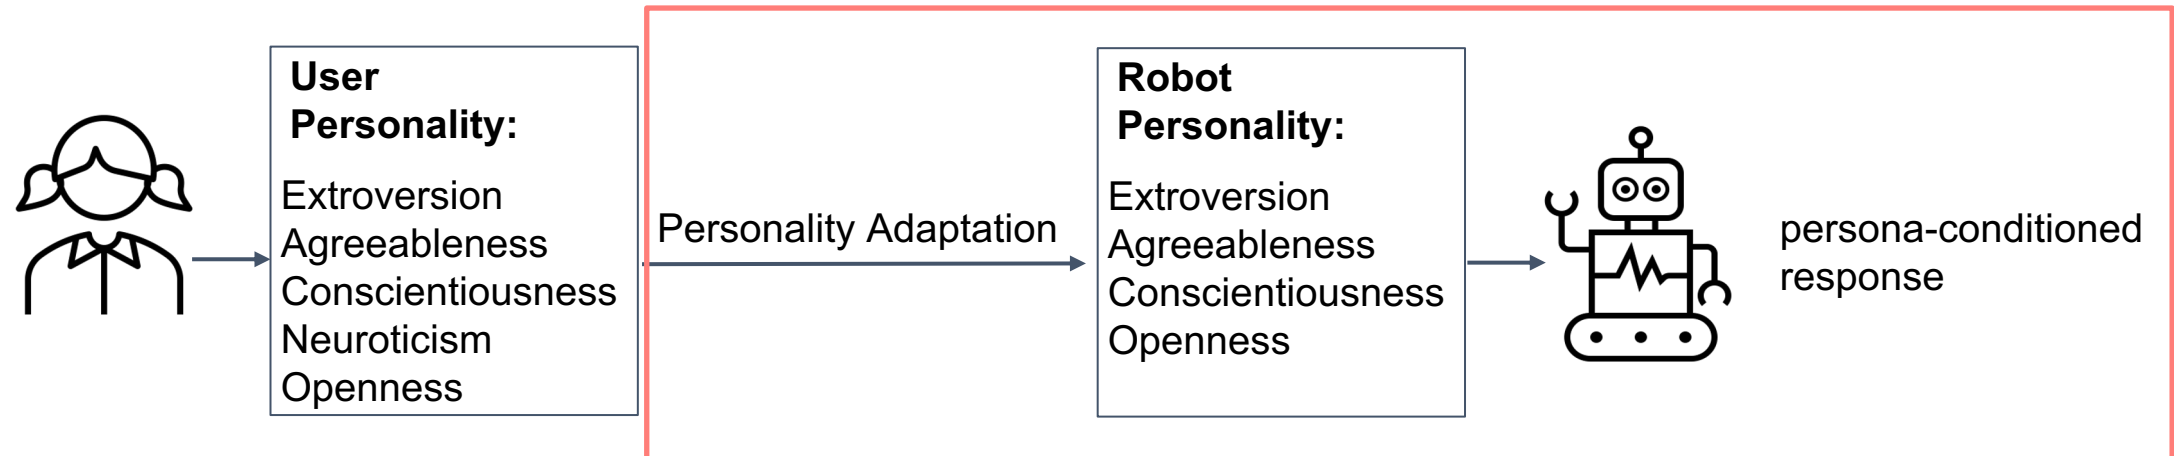 User
Personality:
Extroversion
Agreeableness
Conscientiousness
Neuroticism
Openness
Personality Adaptation
Robot
Personality:
Extroversion
Agreeableness
Conscientiousness
Openness
persona-conditioned
response